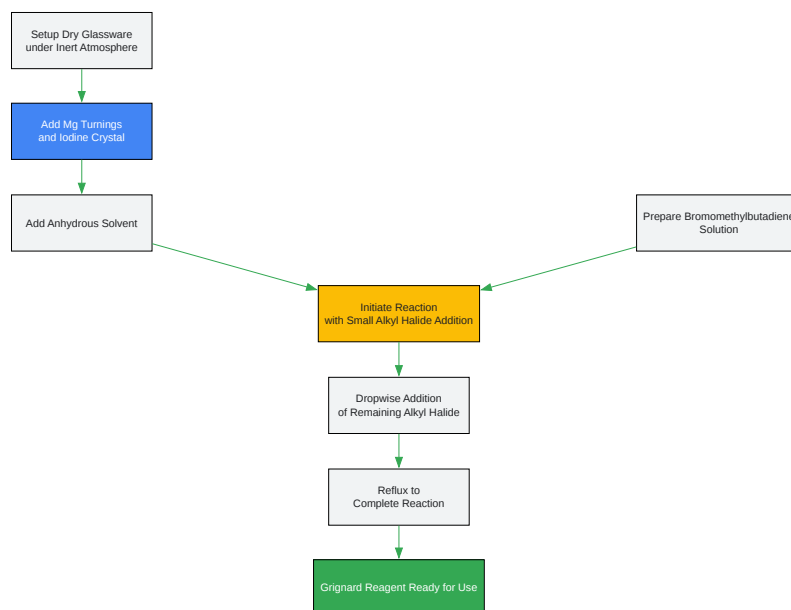 Setup Dry Glassware
under Inert Atmosphere
Add Mg Turnings
and Iodine Crystal
Add Anhydrous Solvent
Prepare Bromomethylbutadiene
Solution
Initiate Reaction
with Small Alkyl Halide Addition
Dropwise Addition
of Remaining Alkyl Halide
Reflux to
Complete Reaction
Grignard Reagent Ready for Use